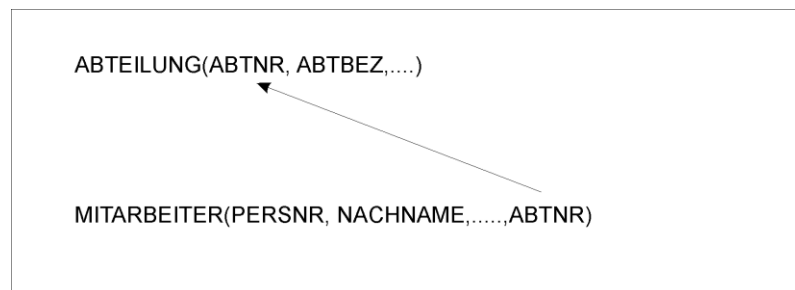 ABTEILUNG(ABTNR, ABTBEZ,....)
MITARBEITER(PERSNR, NACHNAME,.....,ABTNR)